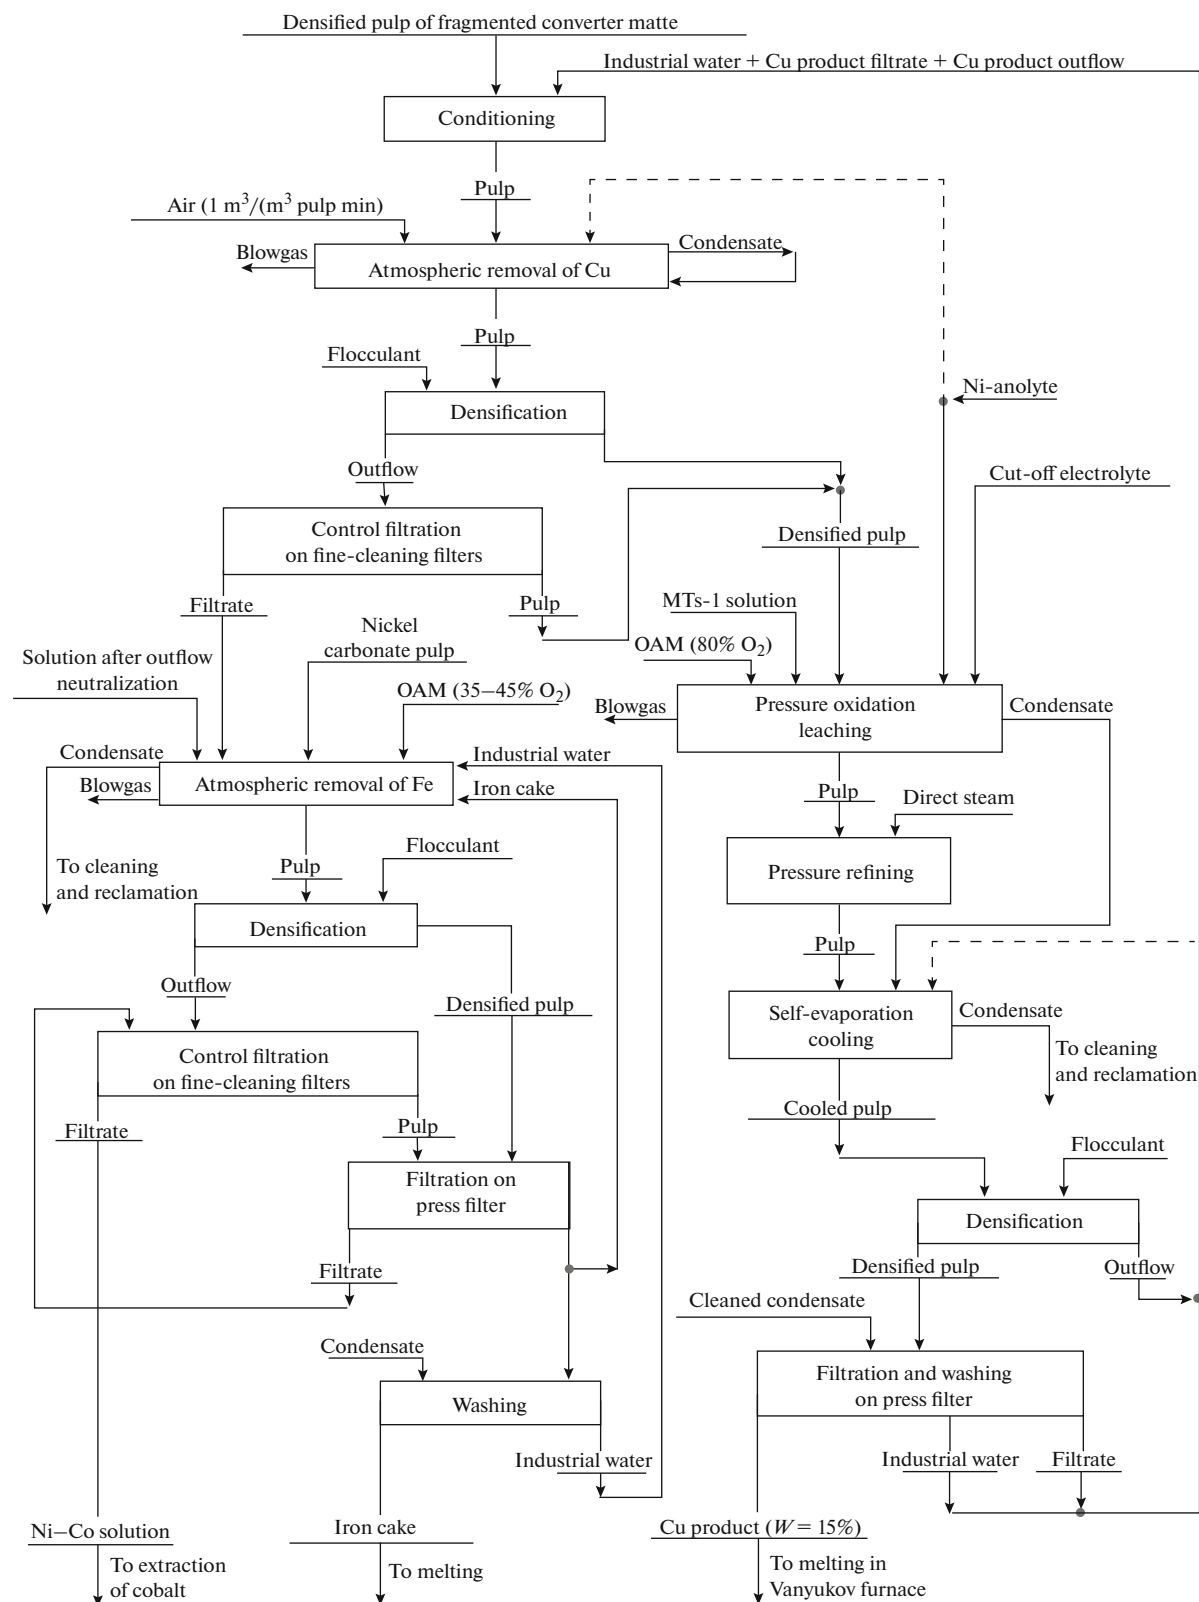 Densified pulp of fragmented converter matte
Industrial water + Cu product filtrate + Cu product outflow
Conditioning
Pulp
Air (1 m³/(m³ pulp min)
Blowgas
Condensate
Atmospheric removal of Cu
Pulp
Flocculant
Ni-anolyte
Densification
Outflow
Cut-off electrolyte
Control filtration
on fine-cleaning filters
Densified pulp
Filtrate
Pulp
MTs-1 solution
Nickel
carbonate pulp
OAM (80% O₂)
Solution after outflow
neutralization
OAM (35–45% O₂)
Blowgas
Pressure oxidation
leaching
Condensate
Condensate
Industrial water
Blowgas
Atmospheric removal of Fe
Iron cake
Pulp
Direct steam
Flocculant
To cleaning
and reclamation
Pulp
Pressure refining
Densification
Pulp
Outflow
Densified pulp
Self-evaporation
cooling
Condensate
Control filtration
on fine-cleaning filters
To cleaning
and reclamation
Filtrate
Pulp
Cooled pulp
Flocculant
Filtration on
press filter
Densification
Filtrate
Densified pulp
Outflow
Cleaned condensate
Condensate
Filtration and washing
on press filter
Washing
Industrial water
Industrial water
Filtrate
Ni–Co solution
Iron cake
Cu product (W = 15%)
To extraction
of cobalt
To melting
To melting in
Vanyukov furnace